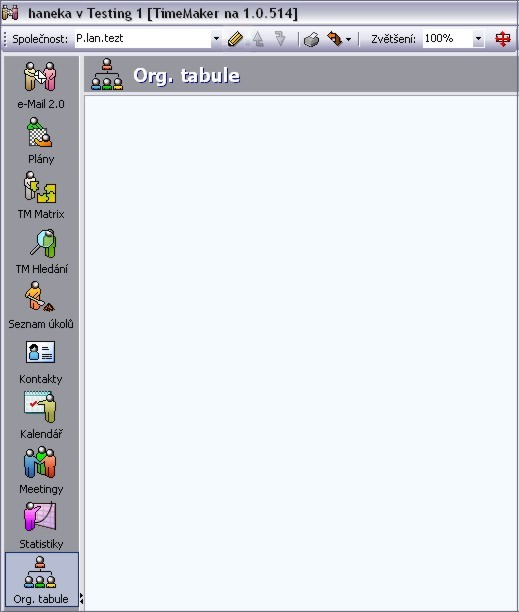 haneka v Testing 1 [TimeMaker na 1.0.514]
Společnost: P.lan.tezt Zvětšení: 100%
Org. tabule
e-Mail 2.0
Plány
TM Matrix
TM Hledání
Seznam úkolů
Kontakty
Kalendář
Meetingy
Statistiky
Org. tabule